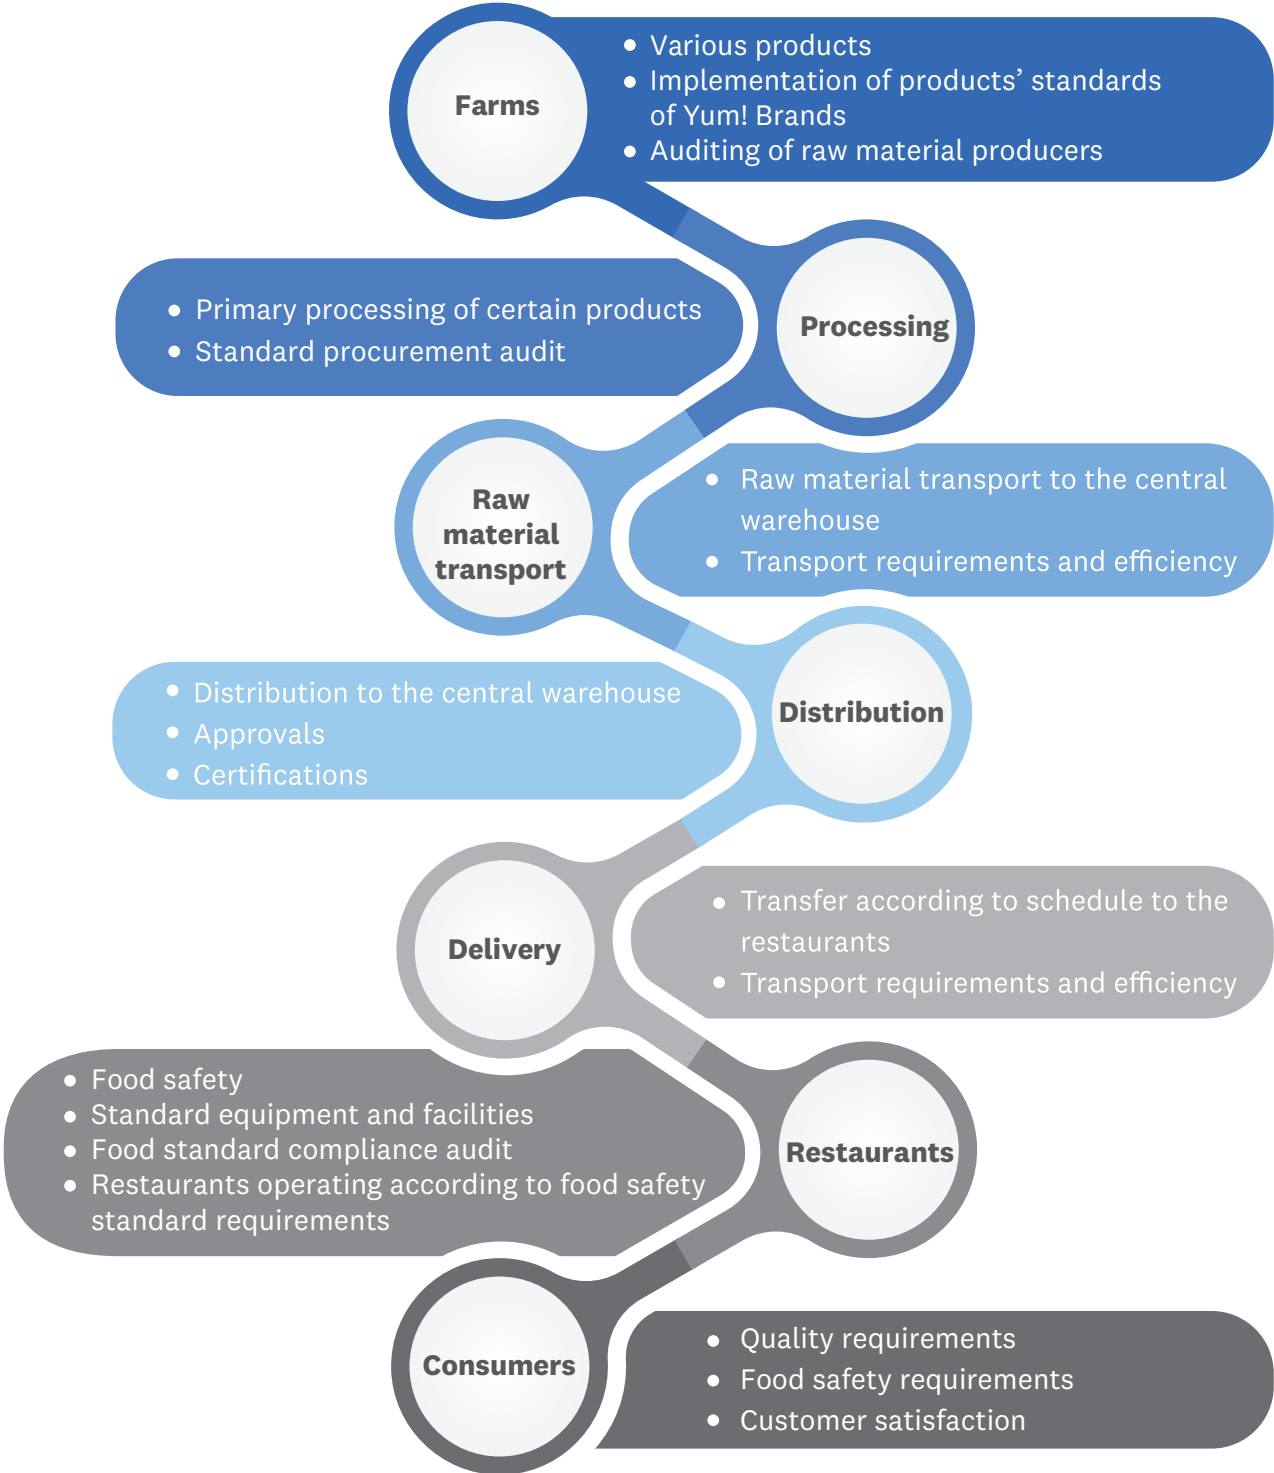 Farms
• Various products
• Implementation of products’ standards
of Yum! Brands
• Auditing of raw material producers
• Primary processing of certain products
• Standard procurement audit
Processing
Raw
material
transport
• Raw material transport to the central
warehouse
• Transport requirements and efficiency
• Distribution to the central warehouse
• Approvals
• Certifications
Distribution
Delivery
• Transfer according to schedule to the
restaurants
• Transport requirements and efficiency
• Food safety
• Standard equipment and facilities
• Food standard compliance audit
• Restaurants operating according to food safety
standard requirements
Restaurants
Consumers
• Quality requirements
• Food safety requirements
• Customer satisfaction